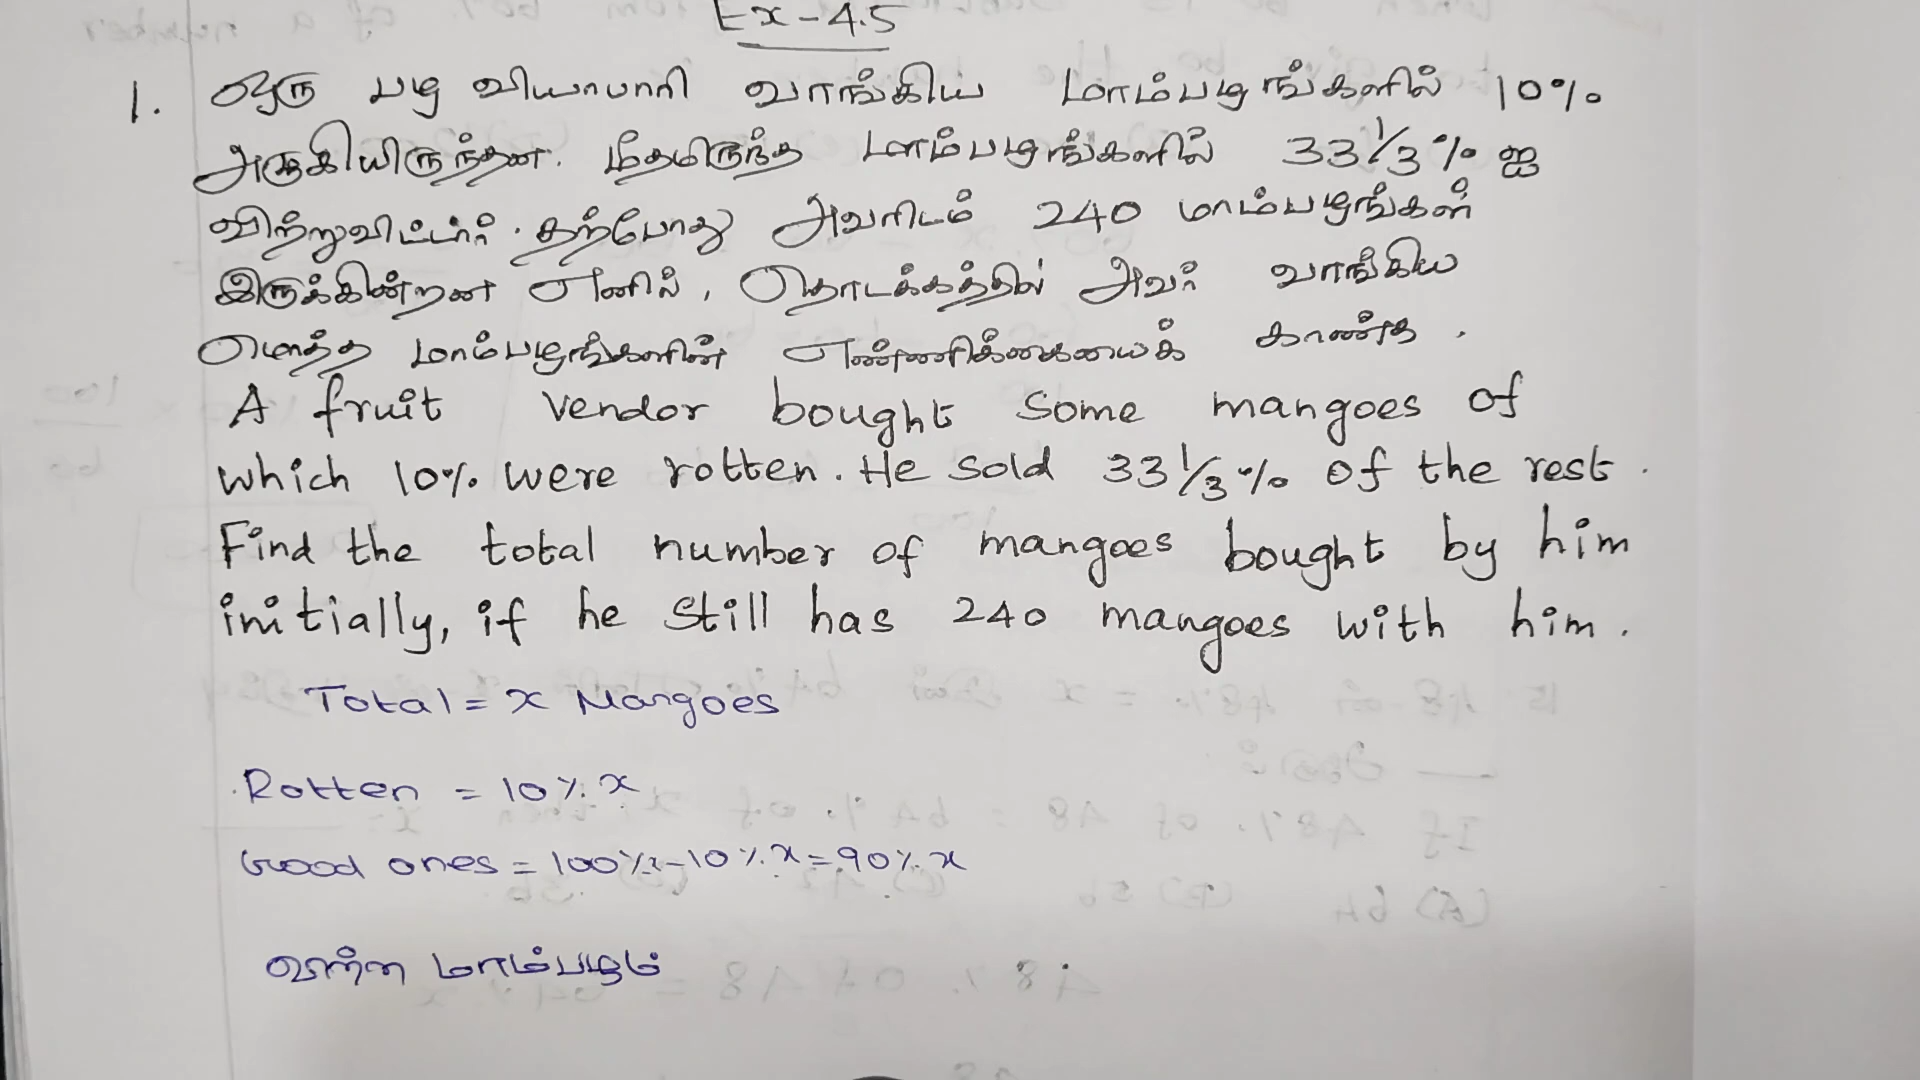 Ex-4.5
1. ஒரு பழ வியாபாரி வாங்கிய மாம்பழங்களில் 10%
அழுகியிருந்தன. மீதமிருந்த மாம்பழங்களில் 33 1/3 % ஐ
விற்றுவிட்டார். தற்போது அவரிடம் 240 மாம்பழங்கள்
இருக்கின்றன எனில், தொடக்கத்தில் அவர் வாங்கிய
மொத்த மாம்பழங்களின் எண்ணிக்கையைக் காண்க.
A fruit vendor bought some mangoes of
which 10% were rotten. He sold 33 1/3 % of the rest.
Find the total number of mangoes bought by him
initially, if he still has 240 mangoes with him.
Total = x Mangoes
Rotten = 10% x
Good ones = 100% x - 10% x = 90% x
மாம்பழம்